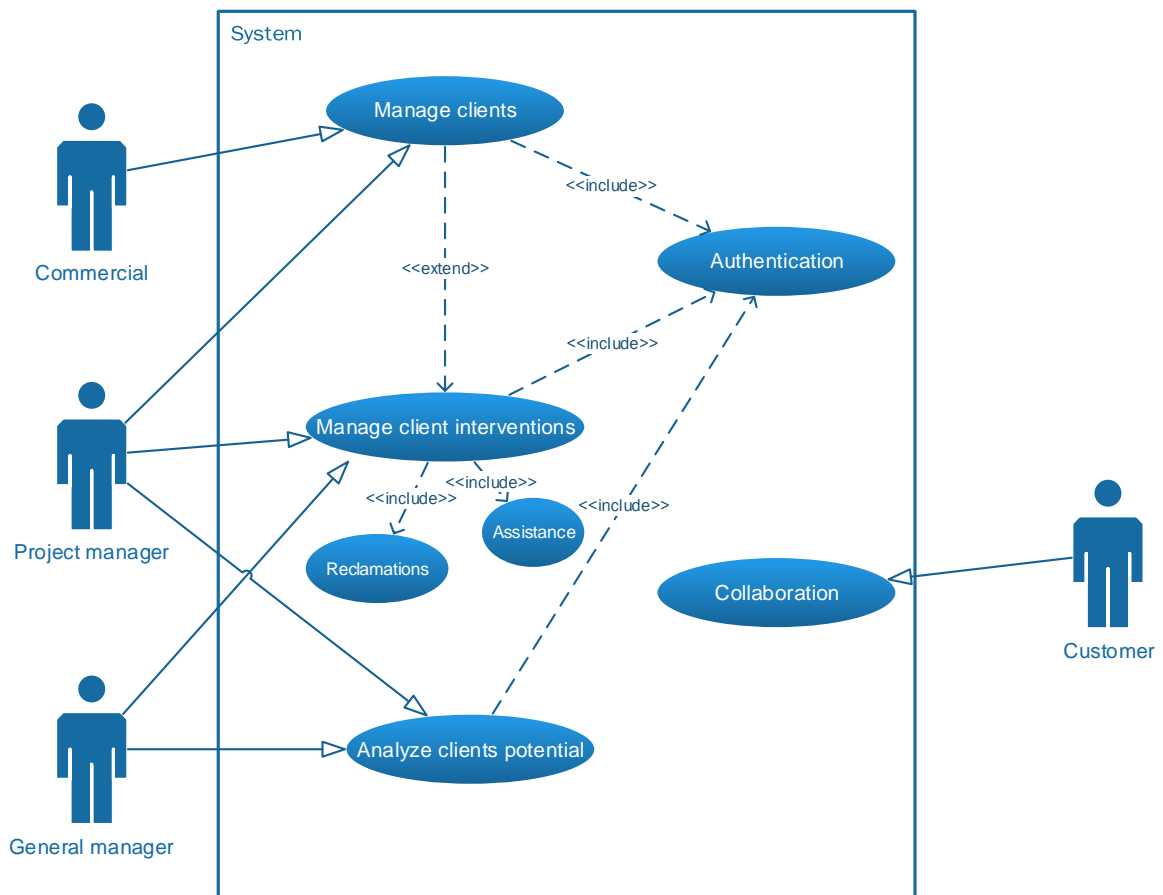 System
Manage clients
<<include>>
Commercial
Authentication
<<extend>>
<<include>>
Manage client interventions
Project manager
<<include>>
<<include>>
<<include>>
Assistance
Reclamations
Collaboration
Customer
Analyze clients potential
General manager